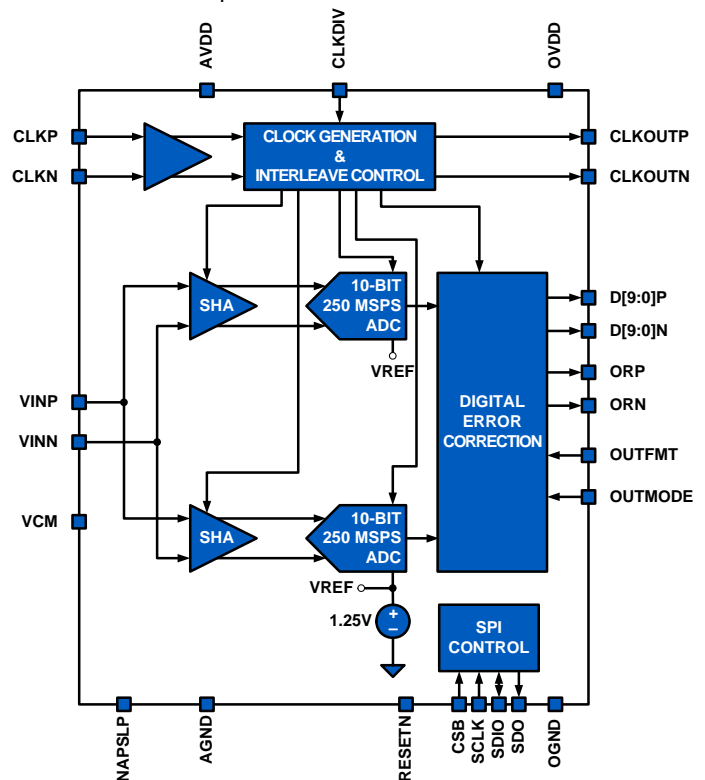 AVDD
CLKDIV
OVDD
CLKP
CLKN
CLOCK GENERATION
&
INTERLEAVE CONTROL
CLKOUTP
CLKOUTN
SHA
10-BIT
250 MSPS
ADC
VREF
D[9:0]P
D[9:0]N
ORP
ORN
OUTFMT
OUTMODE
DIGITAL
ERROR
CORRECTION
VINP
VINN
VCM
SHA
10-BIT
250 MSPS
ADC
VREF
1.25V
+
–
SPI
CONTROL
NAPSLP
AGND
RESETN
CSB
SCLK
SDIO
SDO
OGND